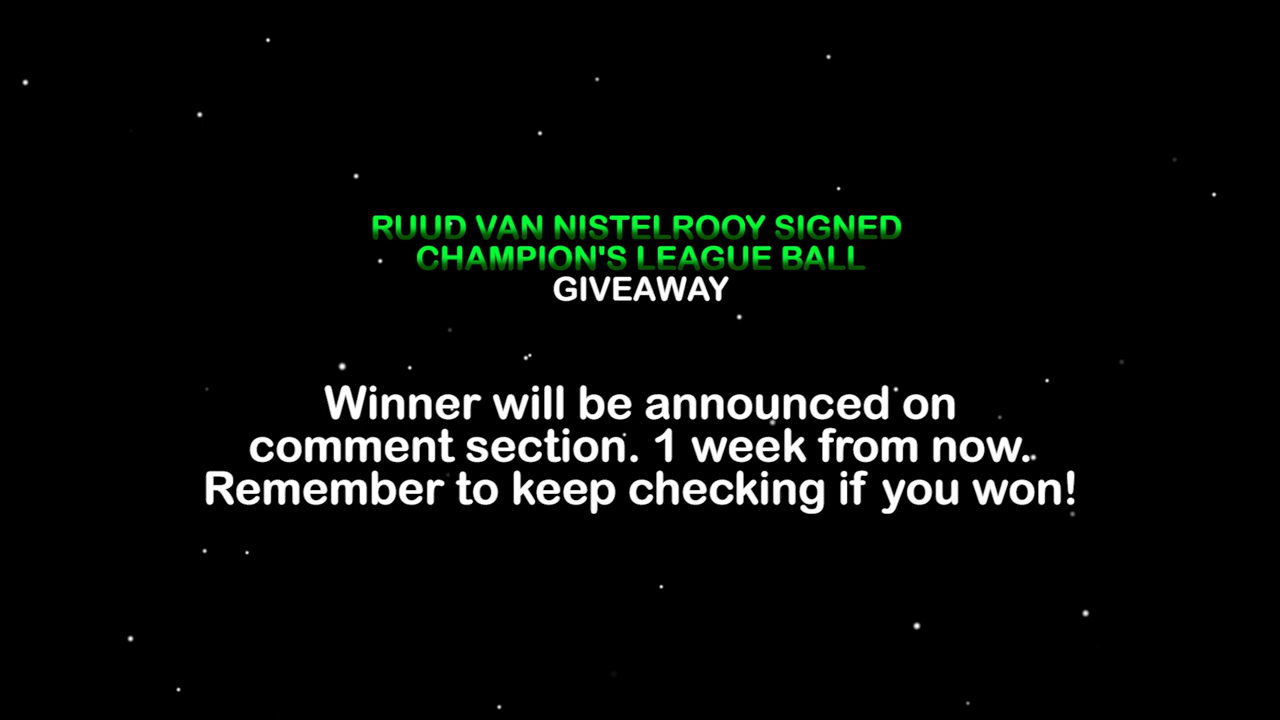 RUUD VAN NISTELROOY SIGNED
CHAMPION'S LEAGUE BALL
GIVEAWAY
Winner will be announced on
comment section. 1 week from now.
Remember to keep checking if you won!